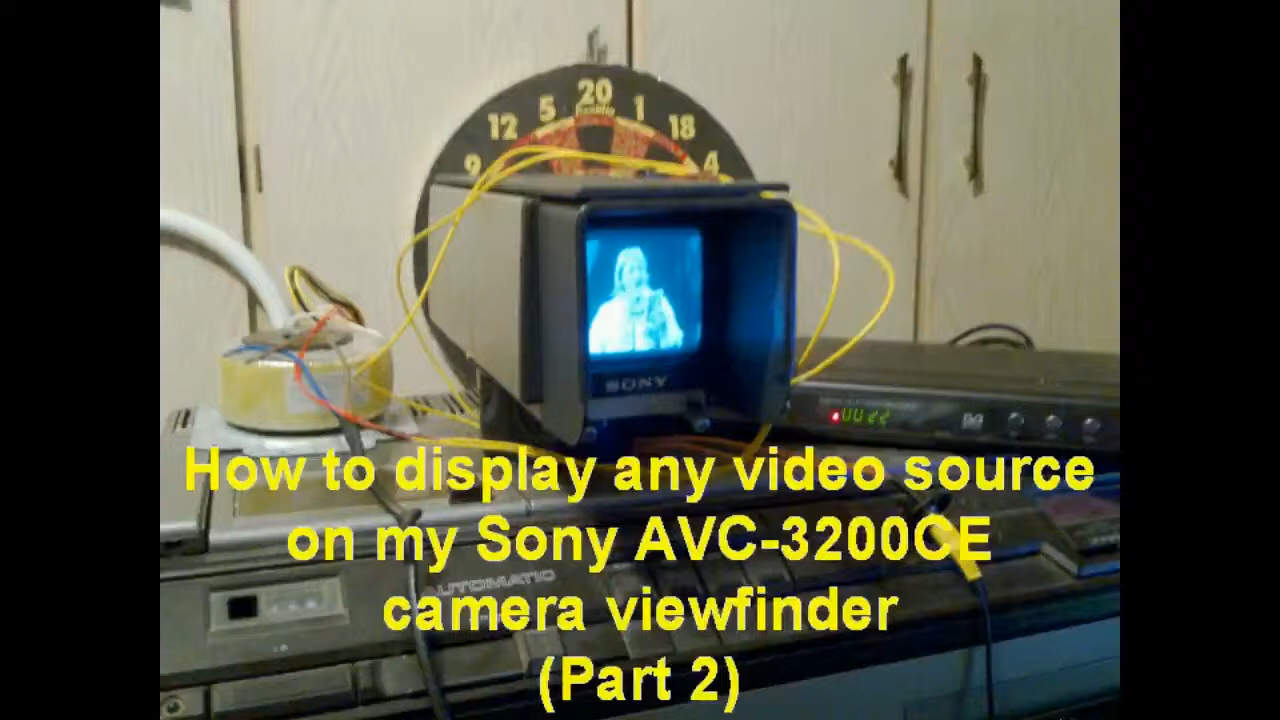 20
5
1
12
18
9
4
SONY
0022
How to display any video source
on my Sony AVC-3200CE
AUTOMATIC
camera viewfinder
(Part 2)